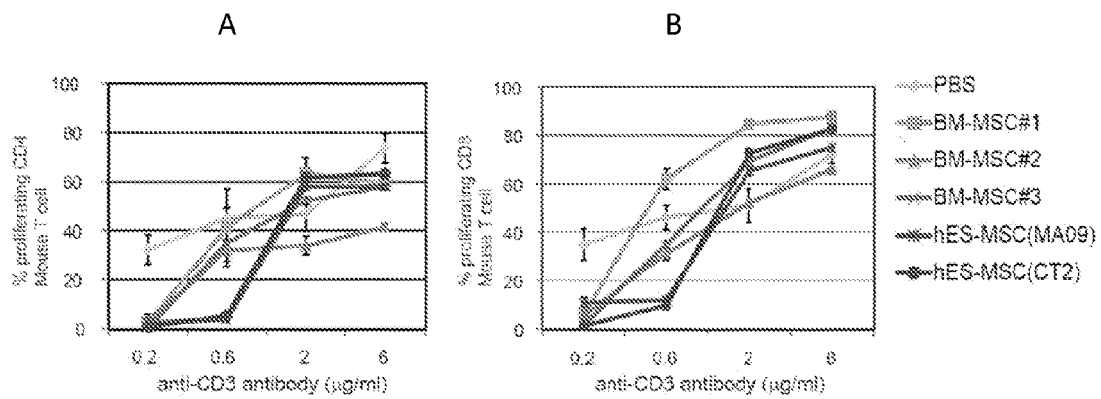 A
B
% proliferating CD4
Mouse T cell
100
80
60
40
20
0
0.2
0.6
2
6
anti-CD3 antibody (µg/ml)
% proliferating CD8
Mouse T cell
100
80
60
40
20
0
0.2
0.6
2
6
anti-CD3 antibody (µg/ml)
PBS
BM-MSC#1
BM-MSC#2
BM-MSC#3
hES-MSC(MA09)
hES-MSC(CT2)